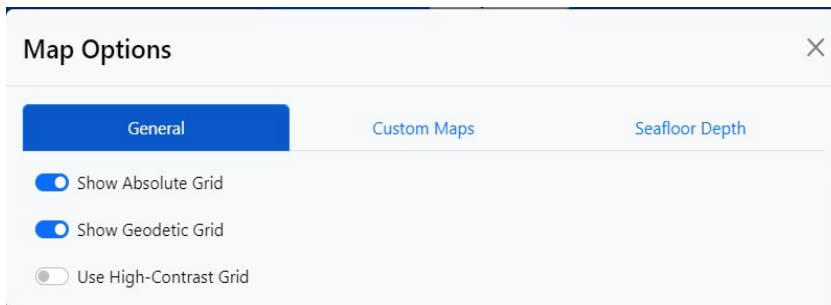 Map Options
General
Custom Maps
Seafloor Depth
Show Absolute Grid
Show Geodetic Grid
Use High-Contrast Grid